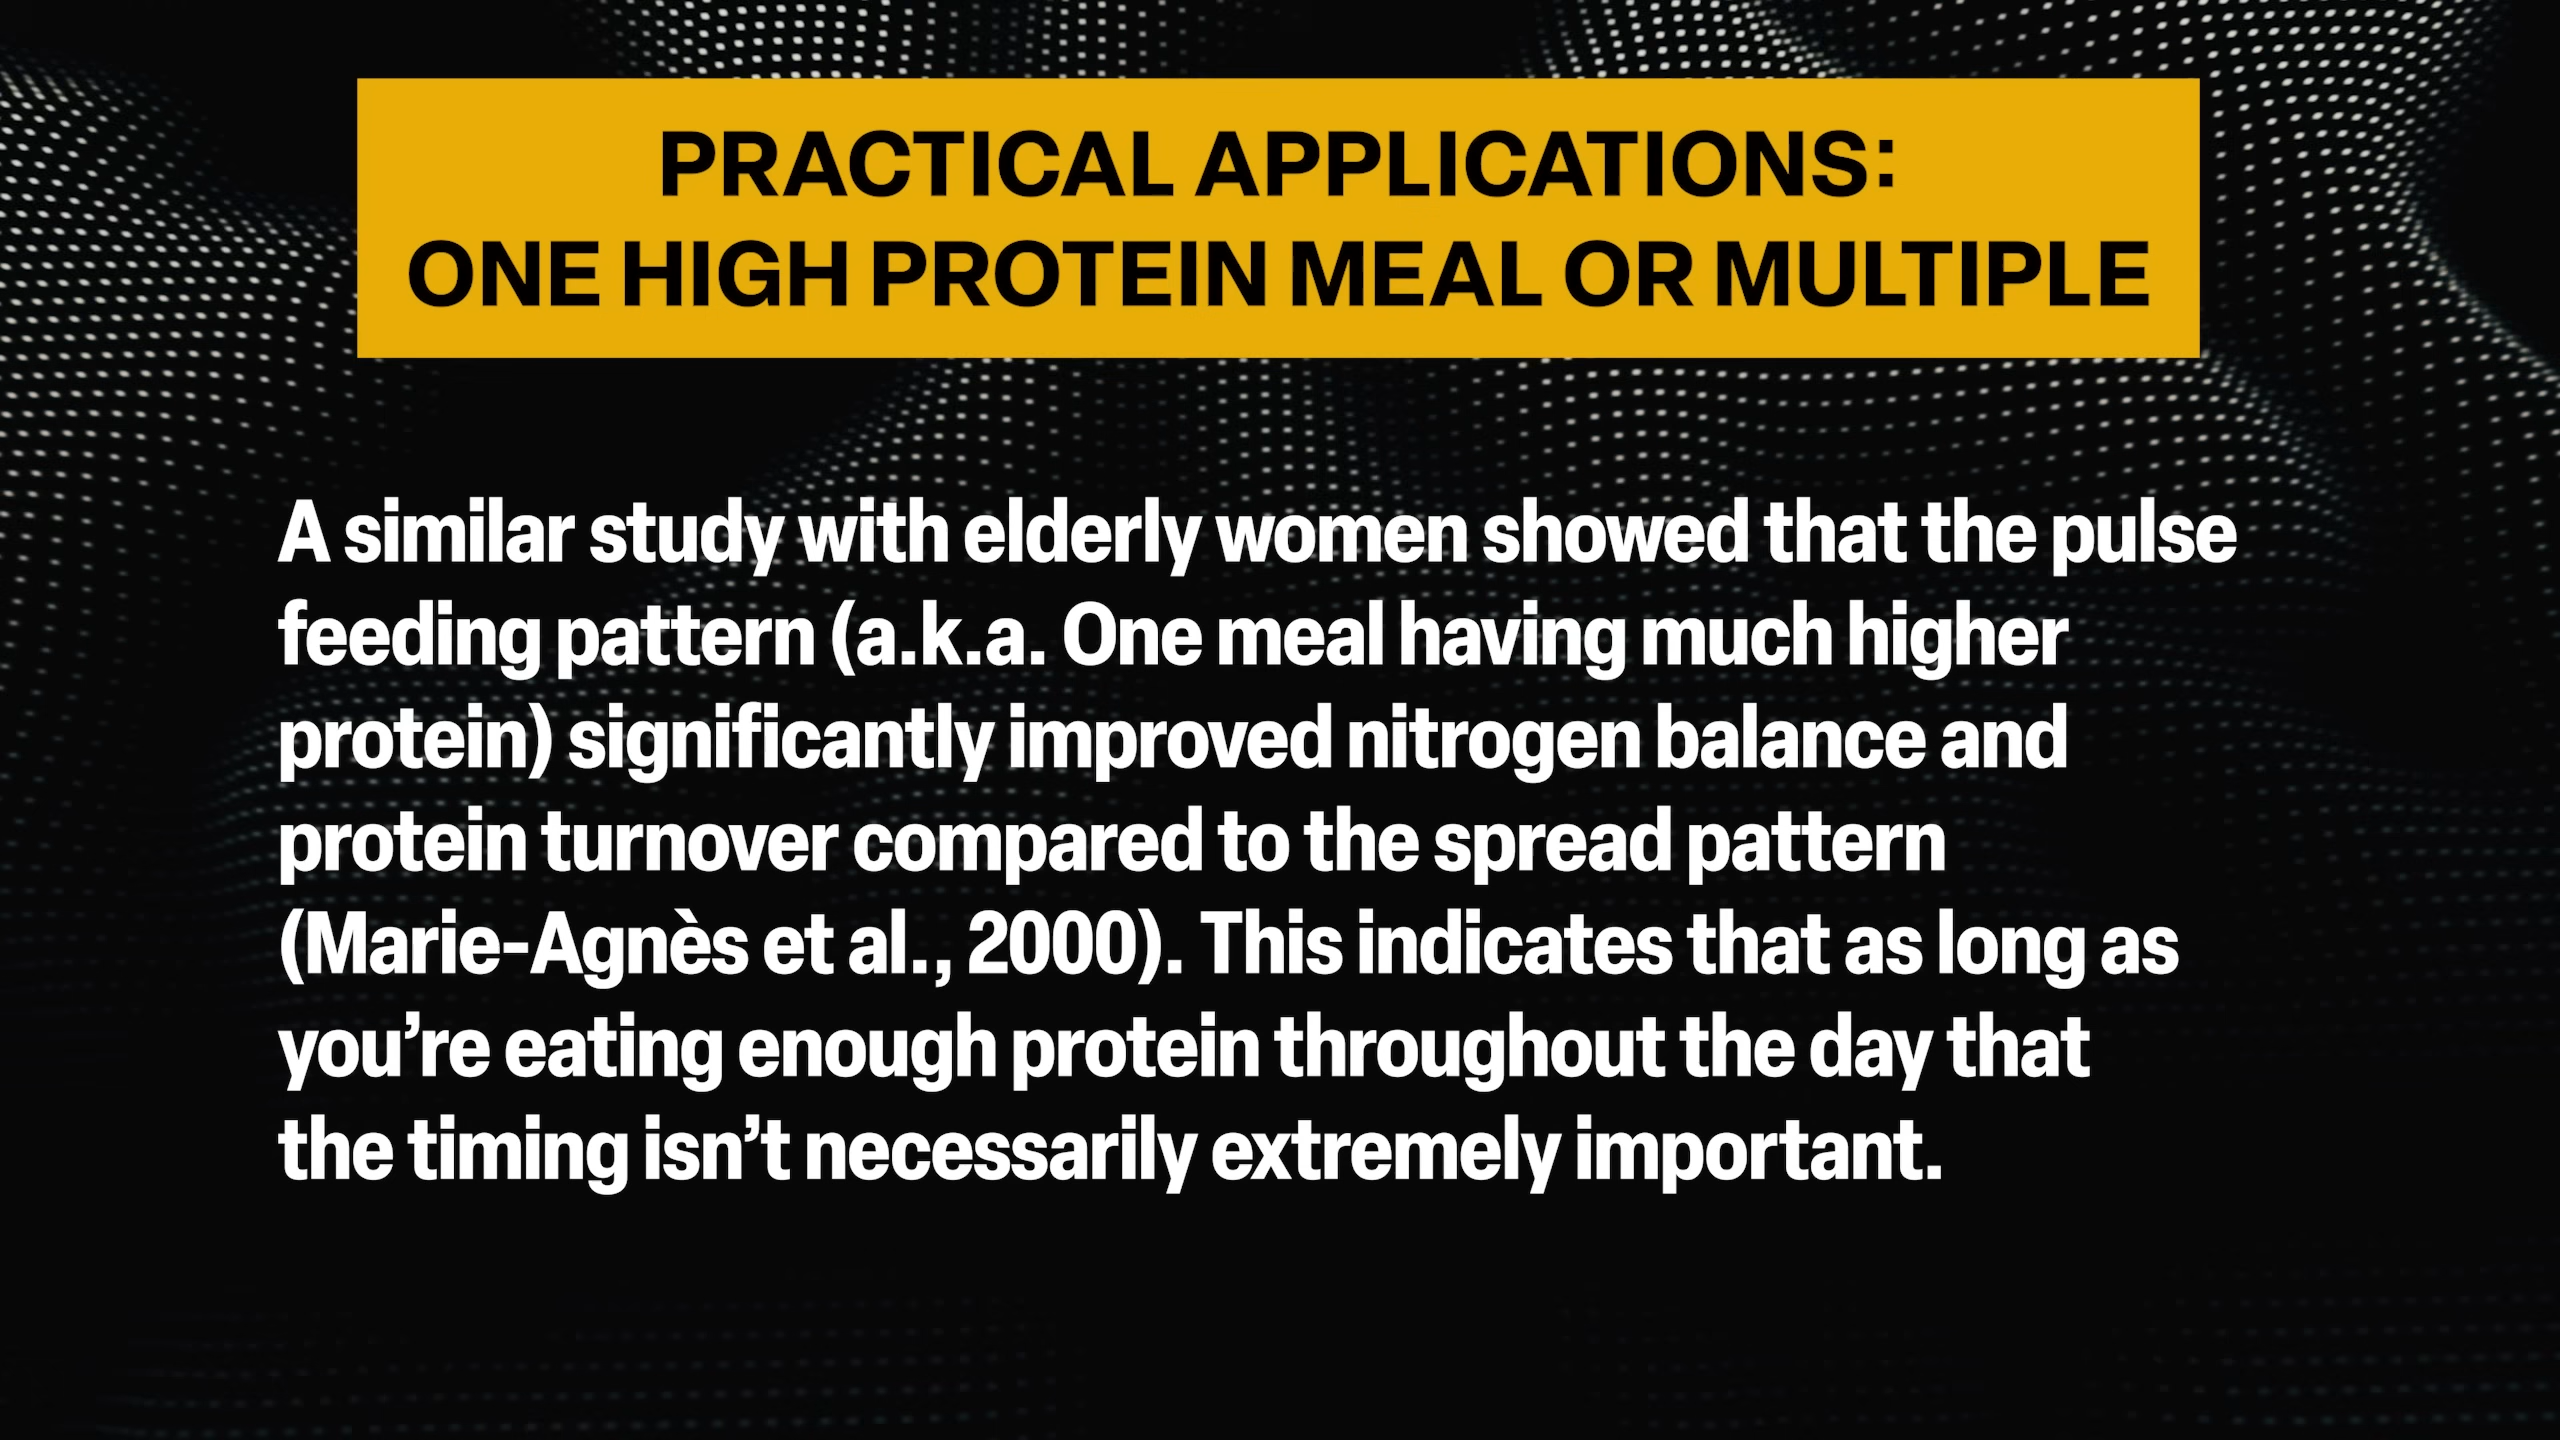 PRACTICAL APPLICATIONS:
ONE HIGH PROTEIN MEAL OR MULTIPLE
A similar study with elderly women showed that the pulse
feeding pattern (a.k.a. One meal having much higher
protein) significantly improved nitrogen balance and
protein turnover compared to the spread pattern
(Marie-Agnès et al., 2000). This indicates that as long as
you’re eating enough protein throughout the day that
the timing isn’t necessarily extremely important.